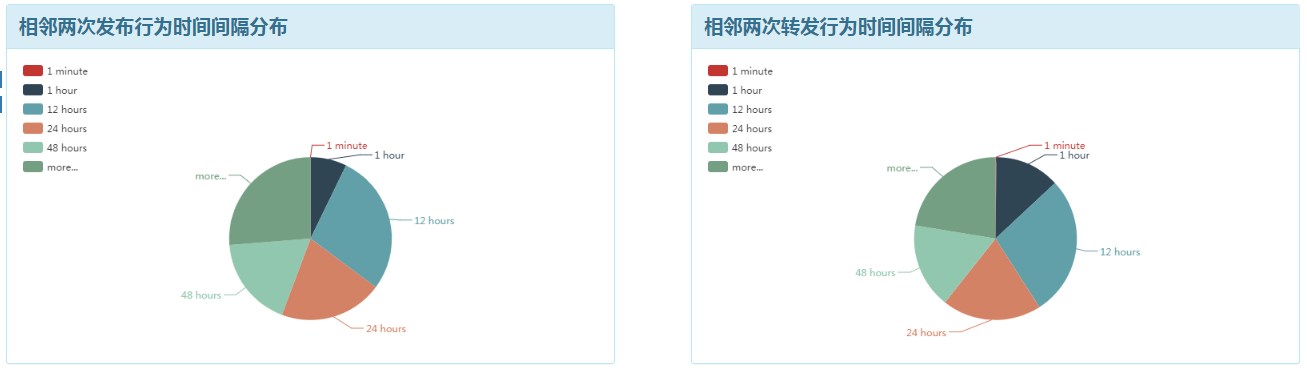 相邻两次发布行为时间间隔分布
1 minute
1 hour
12 hours
24 hours
48 hours
more...
1 minute
1 hour
12 hours
24 hours
48 hours
more...
相邻两次转发行为时间间隔分布
1 minute
1 hour
12 hours
24 hours
48 hours
more...
1 minute
1 hour
12 hours
24 hours
48 hours
more...